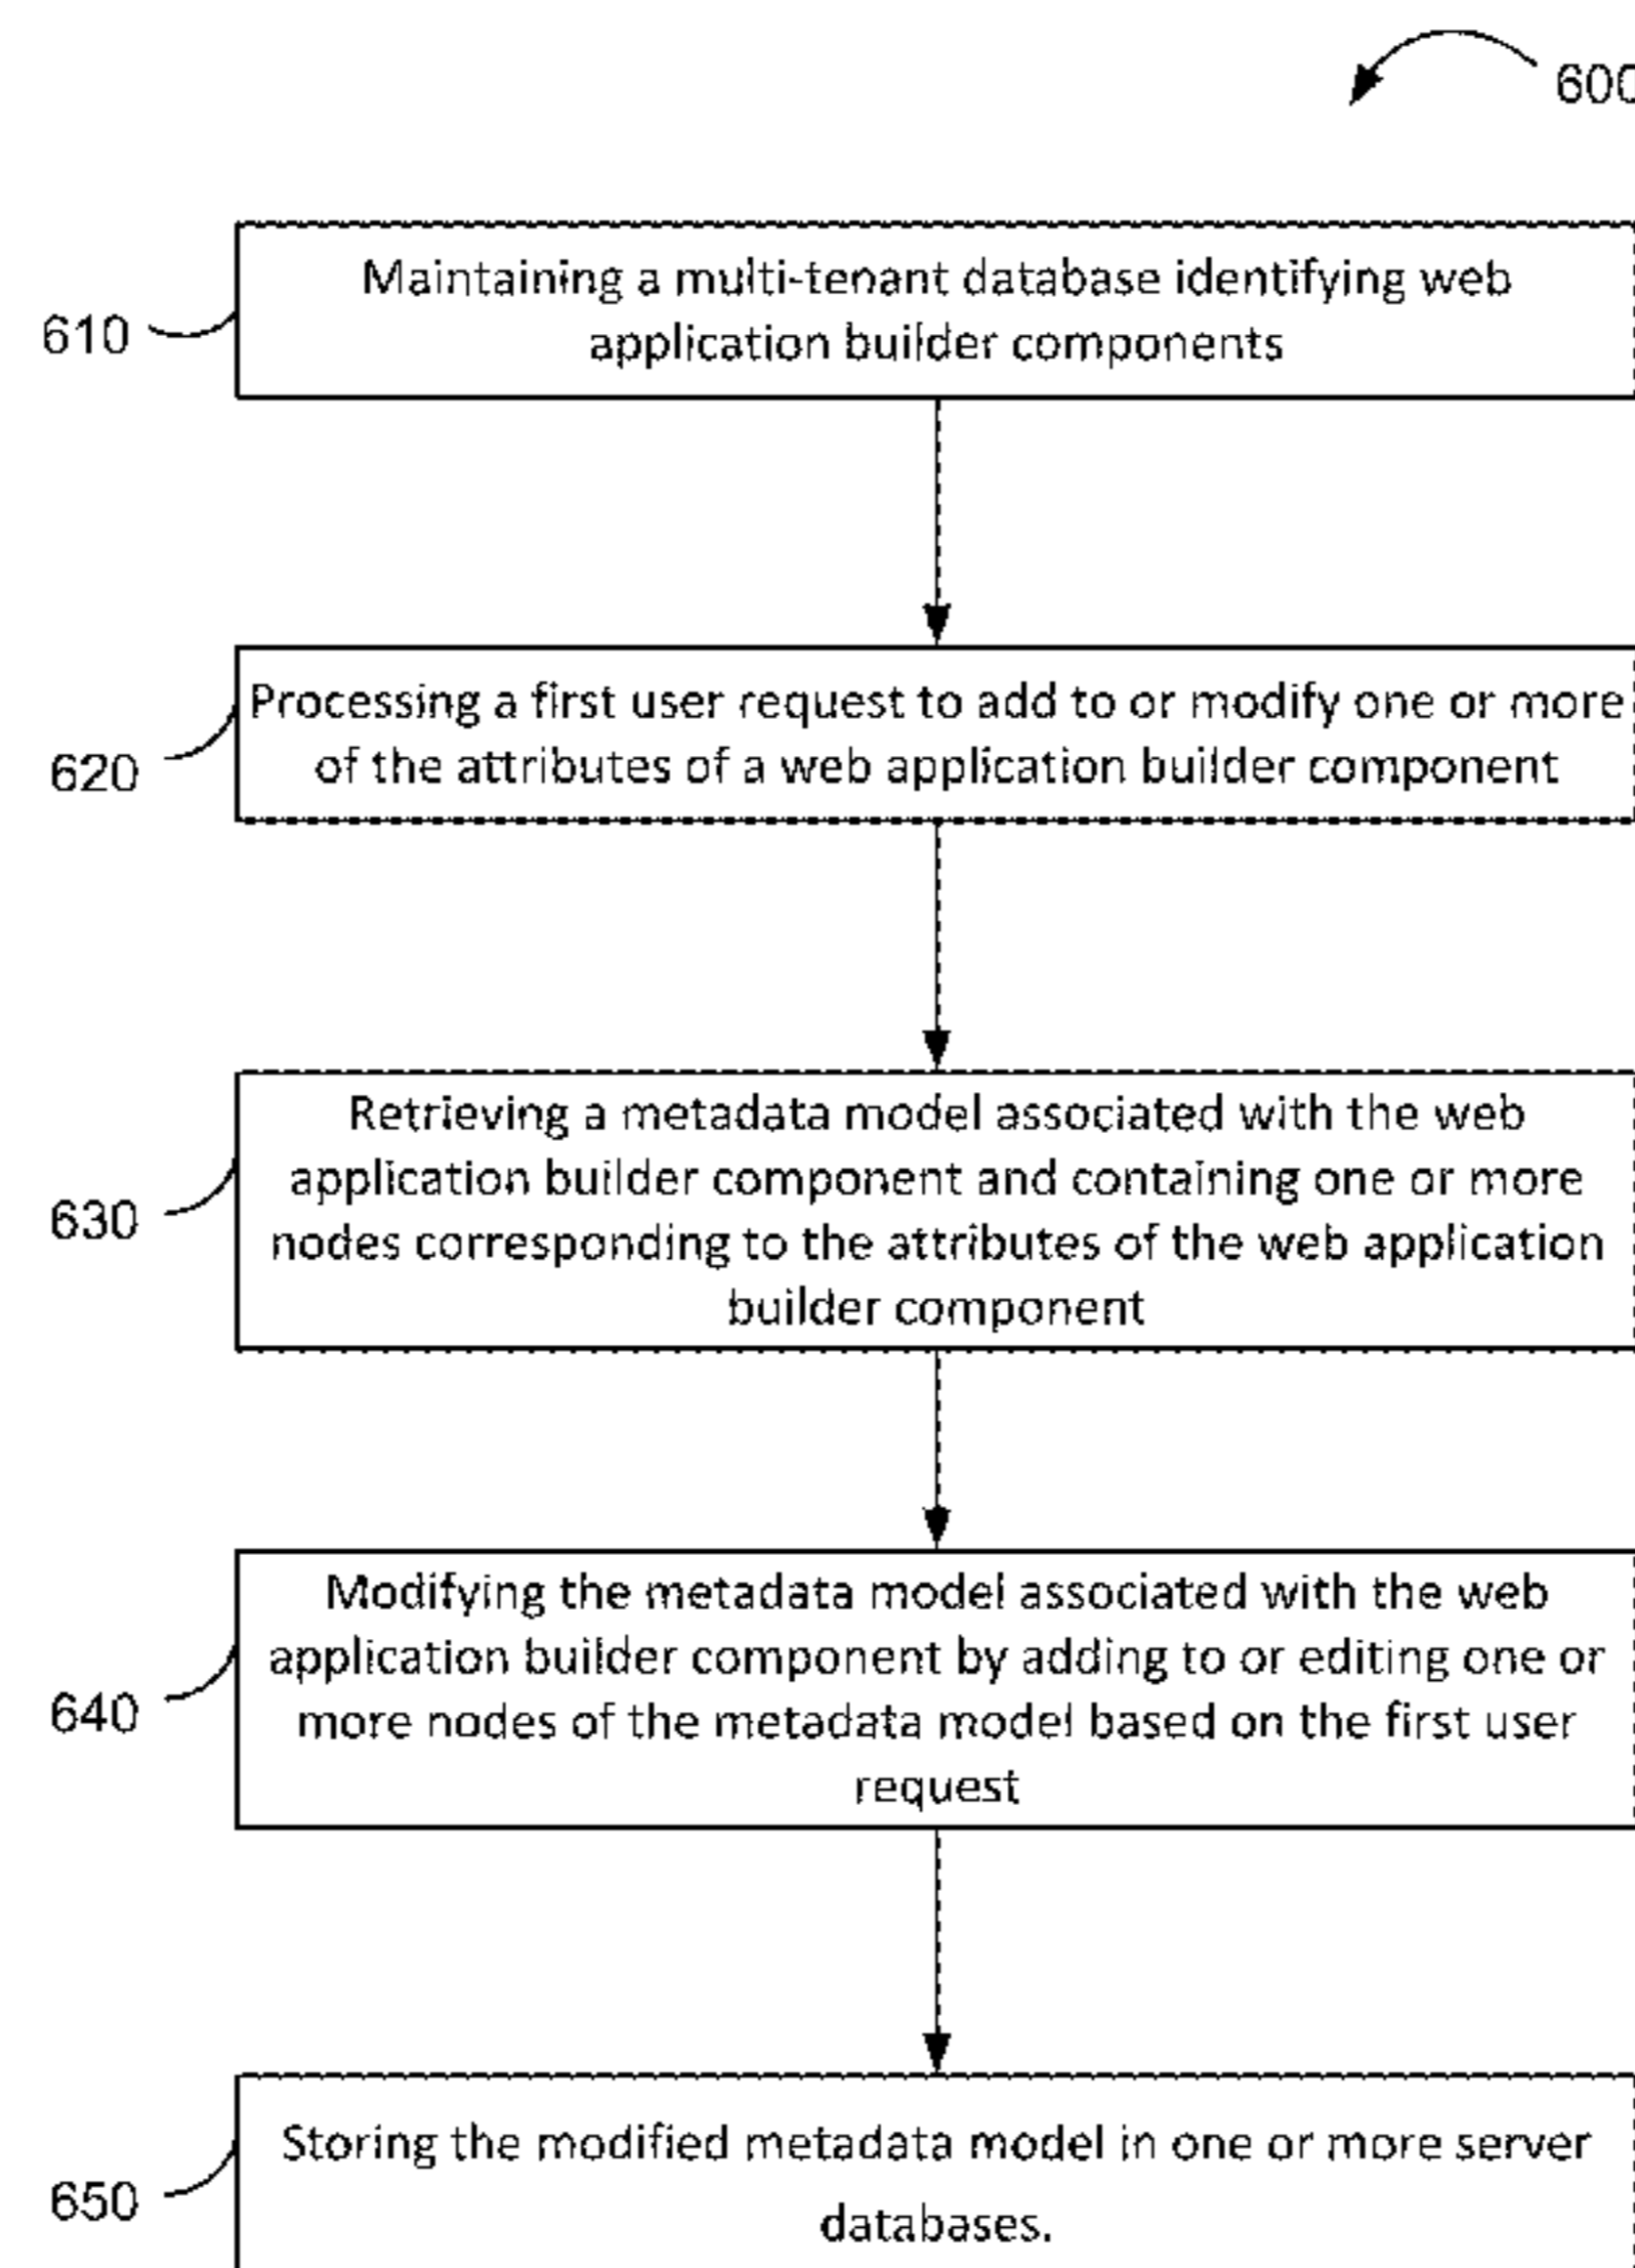 600
Maintaining a multi-tenant database identifying web
application builder components
610
Processing a first user request to add to or modify one or more
of the attributes of a web application builder component
620
Retrieving a metadata model associated with the web
application builder component and containing one or more
nodes corresponding to the attributes of the web application
builder component
630
Modifying the metadata model associated with the web
application builder component by adding to or editing one or
more nodes of the metadata model based on the first user
request
640
Storing the modified metadata model in one or more server
databases.
650